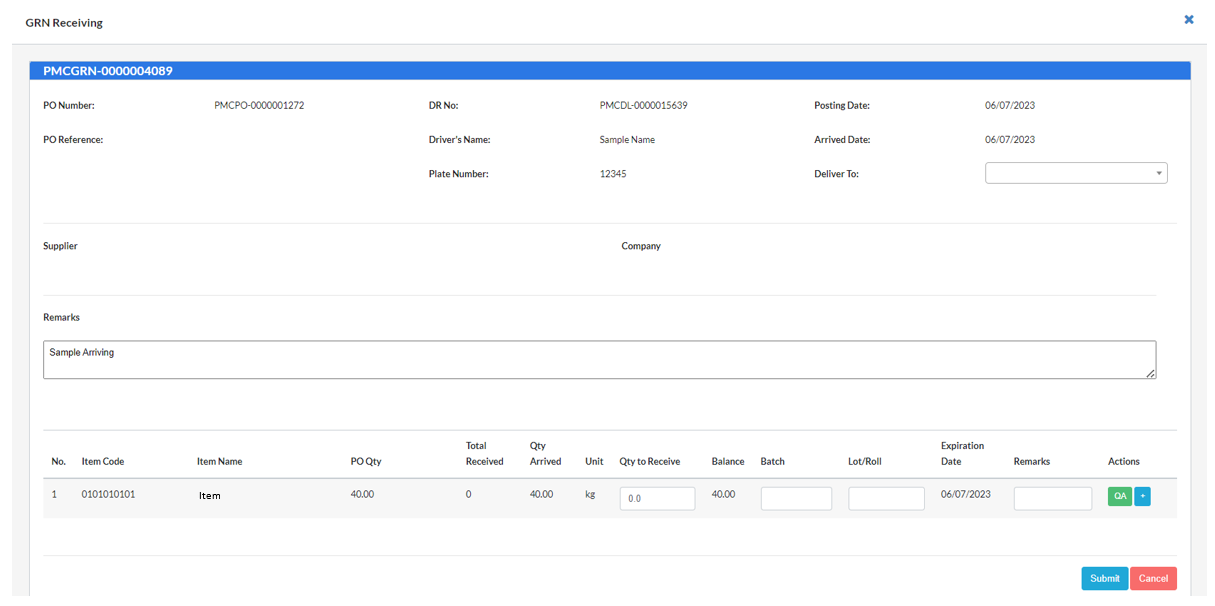 GRN Receiving
PMCGRN-0000004089
PO Number: PMCPO-0000001272 DR No: PMCDL-0000015639 Posting Date: 06/07/2023
PO Reference: Driver's Name: Sample Name Arrived Date: 06/07/2023
Plate Number: 12345 Deliver To:
Supplier Company
Remarks
Sample Arriving
No. Item Code Item Name PO Qty Total Received Qty Arrived Unit Qty to Receive Balance Batch Lot/Roll Expiration Date Remarks Actions
1 0101010101 Item 40.00 0 40.00 kg 0.0 40.00 06/07/2023 QA +
Submit Cancel